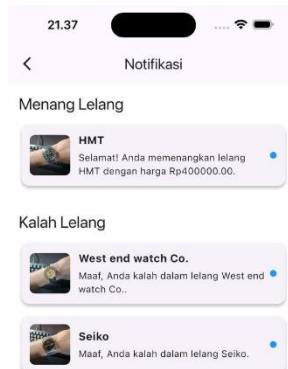 21.37
Notifikasi
Menang Lelang
HMT
Selamat! Anda memenangkan lelang
HMT dengan harga Rp400000.00.
Kalah Lelang
West end watch Co.
Maaf, Anda kalah dalam lelang West end
watch Co..
Seiko
Maaf, Anda kalah dalam lelang Seiko.